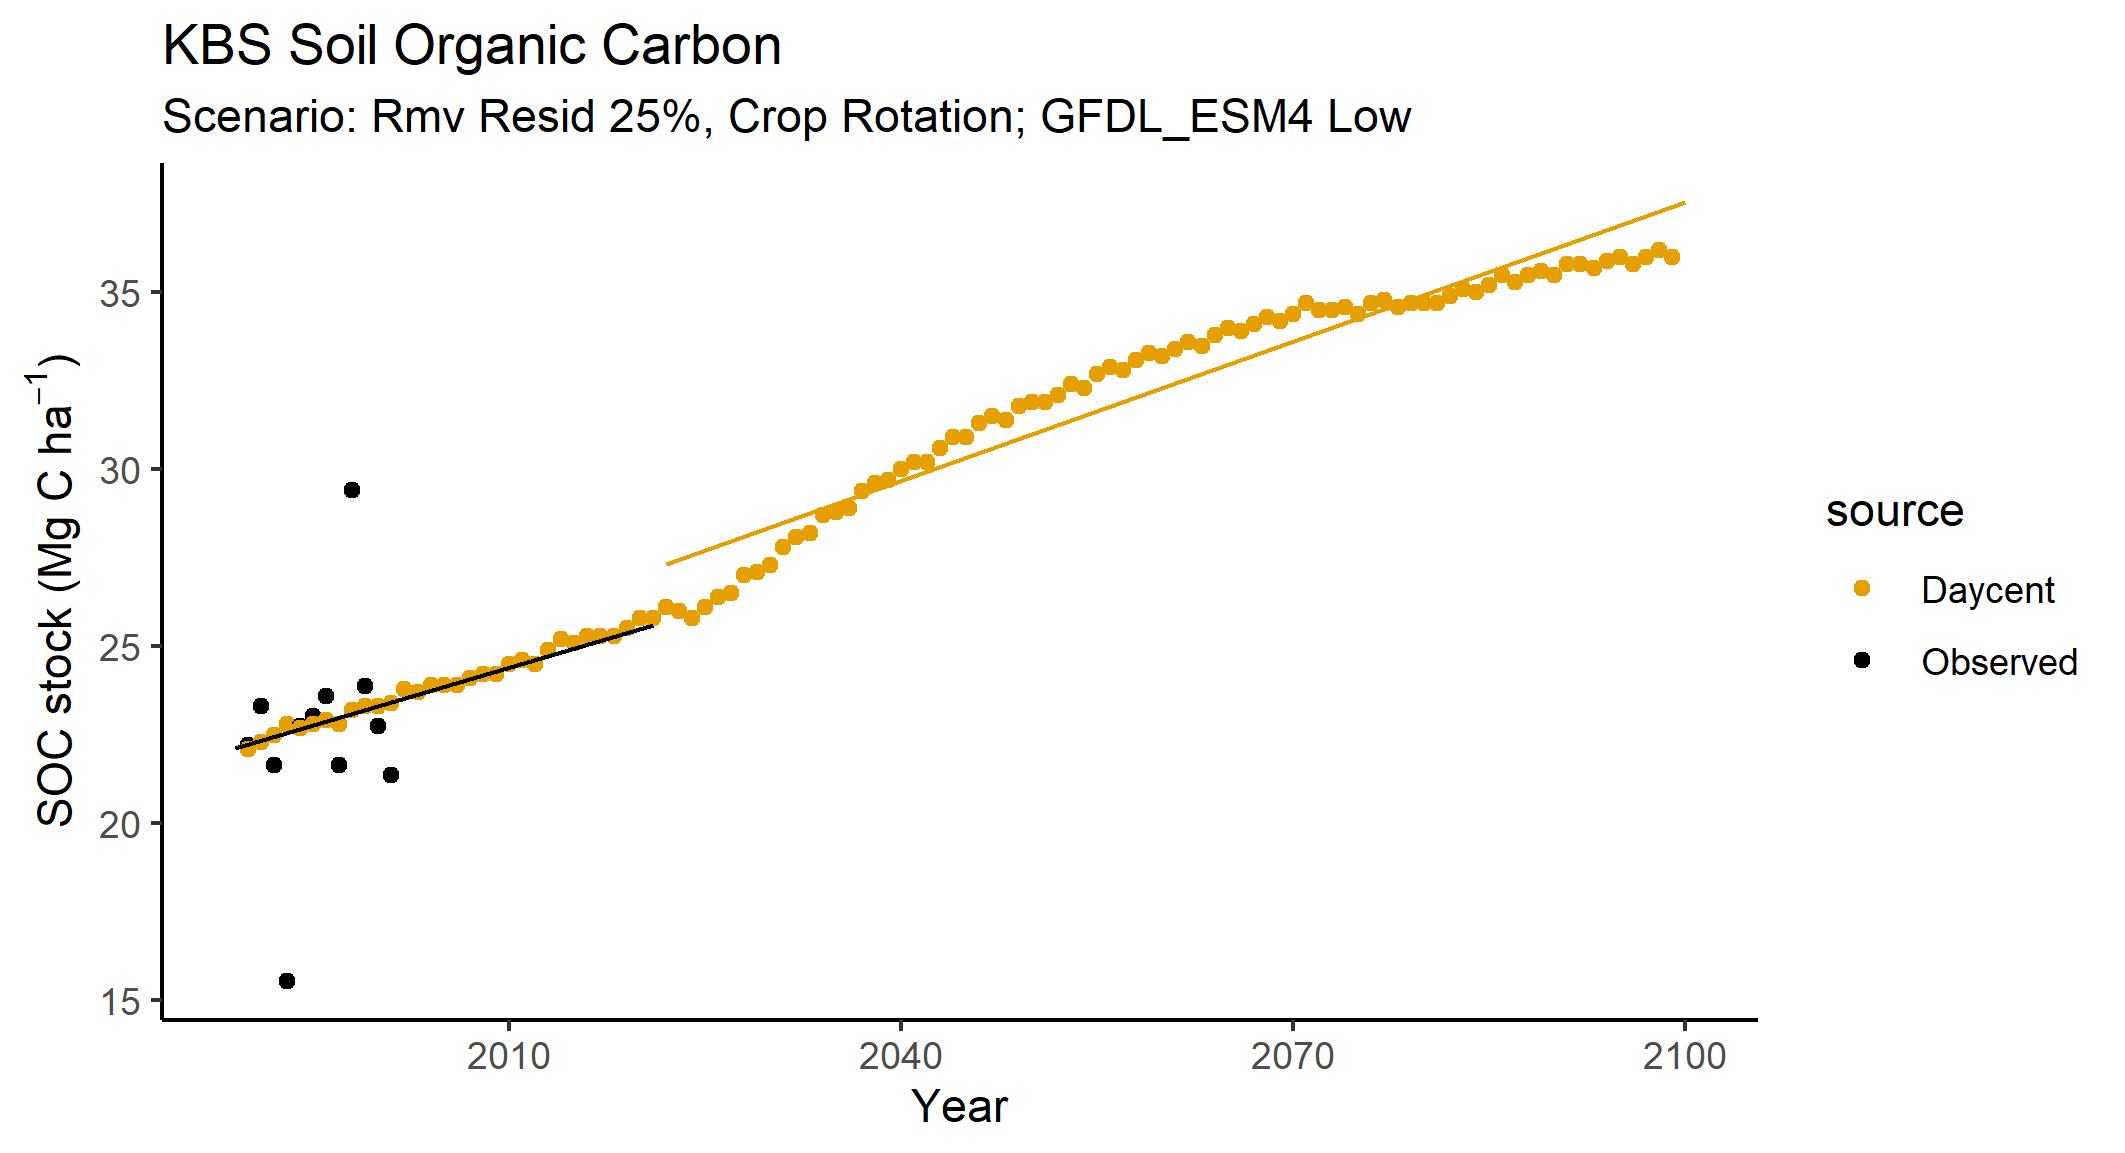 KBS Soil Organic Carbon
Scenario: Rmv Resid 25%, Crop Rotation; GFDL_ESM4 Low
SOC stock (Mg C ha⁻¹)
35
30
25
20
15
2010
2040
2070
2100
Year
source
Daycent
Observed